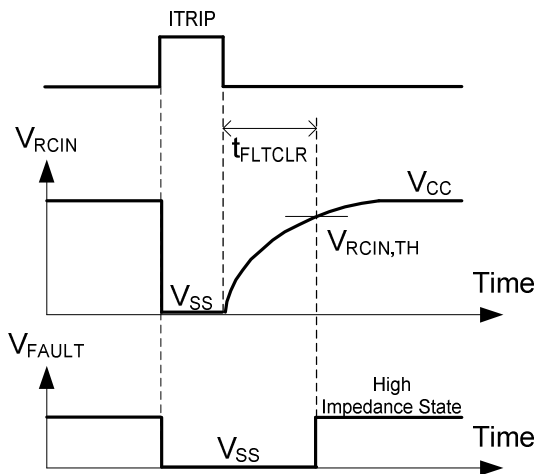 ITRIP
tFLTCLR
VRCIN
VCC
VRCIN,TH
VSS
Time
VFAULT
High
Impedance State
VSS
Time